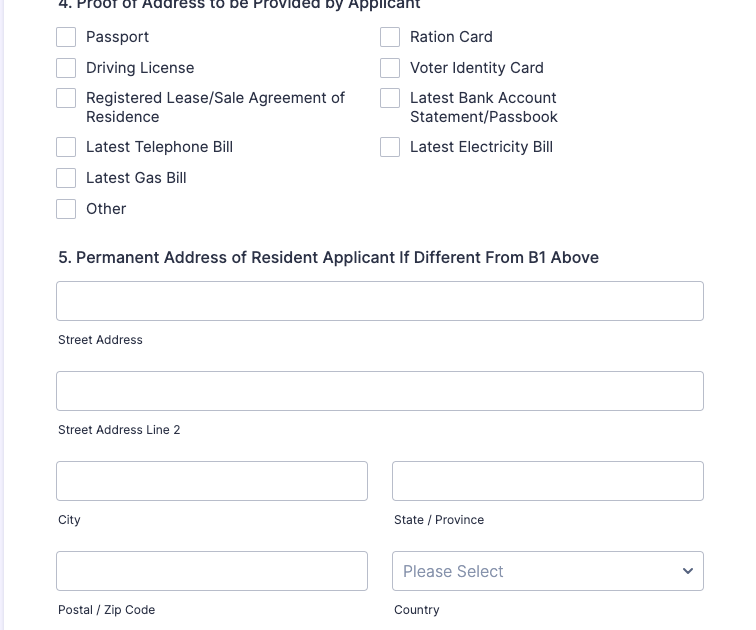 4. Proof of Address to be Provided by Applicant
Passport
Ration Card
Driving License
Voter Identity Card
Registered Lease/Sale Agreement of
Residence
Latest Bank Account
Statement/Passbook
Latest Telephone Bill
Latest Electricity Bill
Latest Gas Bill
Other
5. Permanent Address of Resident Applicant If Different From B1 Above
Street Address
Street Address Line 2
City
State / Province
Please Select
Postal / Zip Code
Country